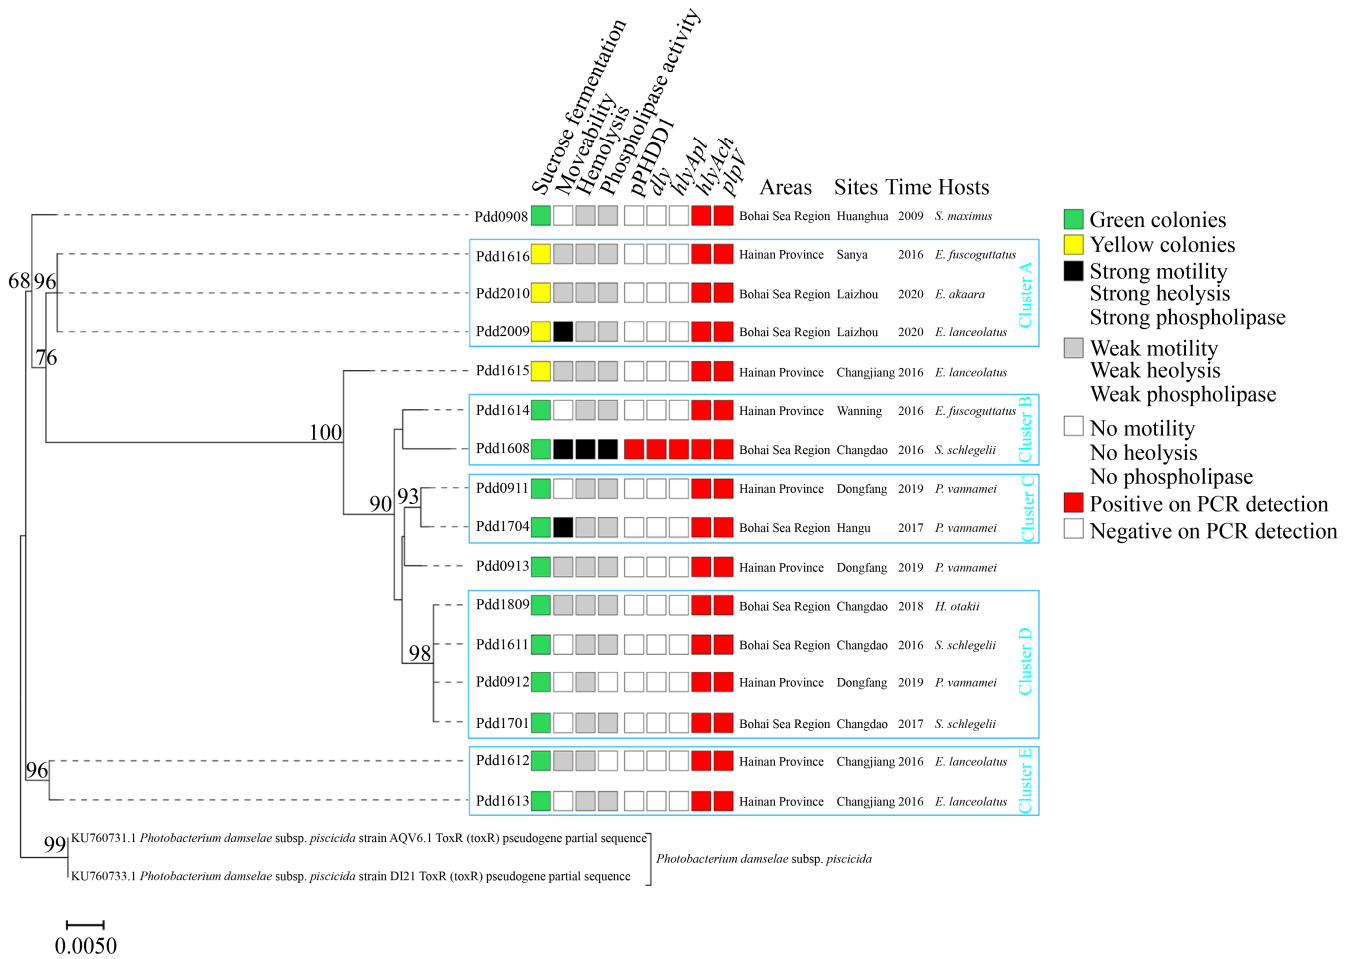 Sucrose fermentation
Moveability
Hemolysis
Phospholipase activity
pPHDD1
dly
hlyApl
hlyAch
plpV
Areas Sites Time Hosts
Pdd0908 Bohai Sea Region Huanghua 2009 S. maximus
Pdd1616 Hainan Province Sanya 2016 E. fuscoguttatus
Pdd2010 Bohai Sea Region Laizhou 2020 E. akaara
Pdd2009 Bohai Sea Region Laizhou 2020 E. lanceolatus
Cluster A
Pdd1615 Hainan Province Changjiang 2016 E. lanceolatus
Pdd1614 Hainan Province Wanning 2016 E. fuscoguttatus
Pdd1608 Bohai Sea Region Changdao 2016 S. schlegelii
Cluster B
Pdd0911 Hainan Province Dongfang 2019 P. vannamei
Pdd1704 Bohai Sea Region Hangu 2017 P. vannamei
Cluster C
Pdd0913 Hainan Province Dongfang 2019 P. vannamei
Pdd1809 Bohai Sea Region Changdao 2018 H. otakii
Pdd1611 Bohai Sea Region Changdao 2016 S. schlegelii
Pdd0912 Hainan Province Dongfang 2019 P. vannamei
Pdd1701 Bohai Sea Region Changdao 2017 S. schlegelii
Cluster D
Pdd1612 Hainan Province Changjiang 2016 E. lanceolatus
Pdd1613 Hainan Province Changjiang 2016 E. lanceolatus
Cluster E
KU760731.1 Photobacterium damselae subsp. piscicida strain AQV6.1 ToxR (toxR) pseudogene partial sequence
KU760733.1 Photobacterium damselae subsp. piscicida strain DI21 ToxR (toxR) pseudogene partial sequence
Photobacterium damselae subsp. piscicida
68
96
76
100
90
93
98
96
99
0.0050
Green colonies
Yellow colonies
Strong motility
Strong heolysis
Strong phospholipase
Weak motility
Weak heolysis
Weak phospholipase
No motility
No heolysis
No phospholipase
Positive on PCR detection
Negative on PCR detection